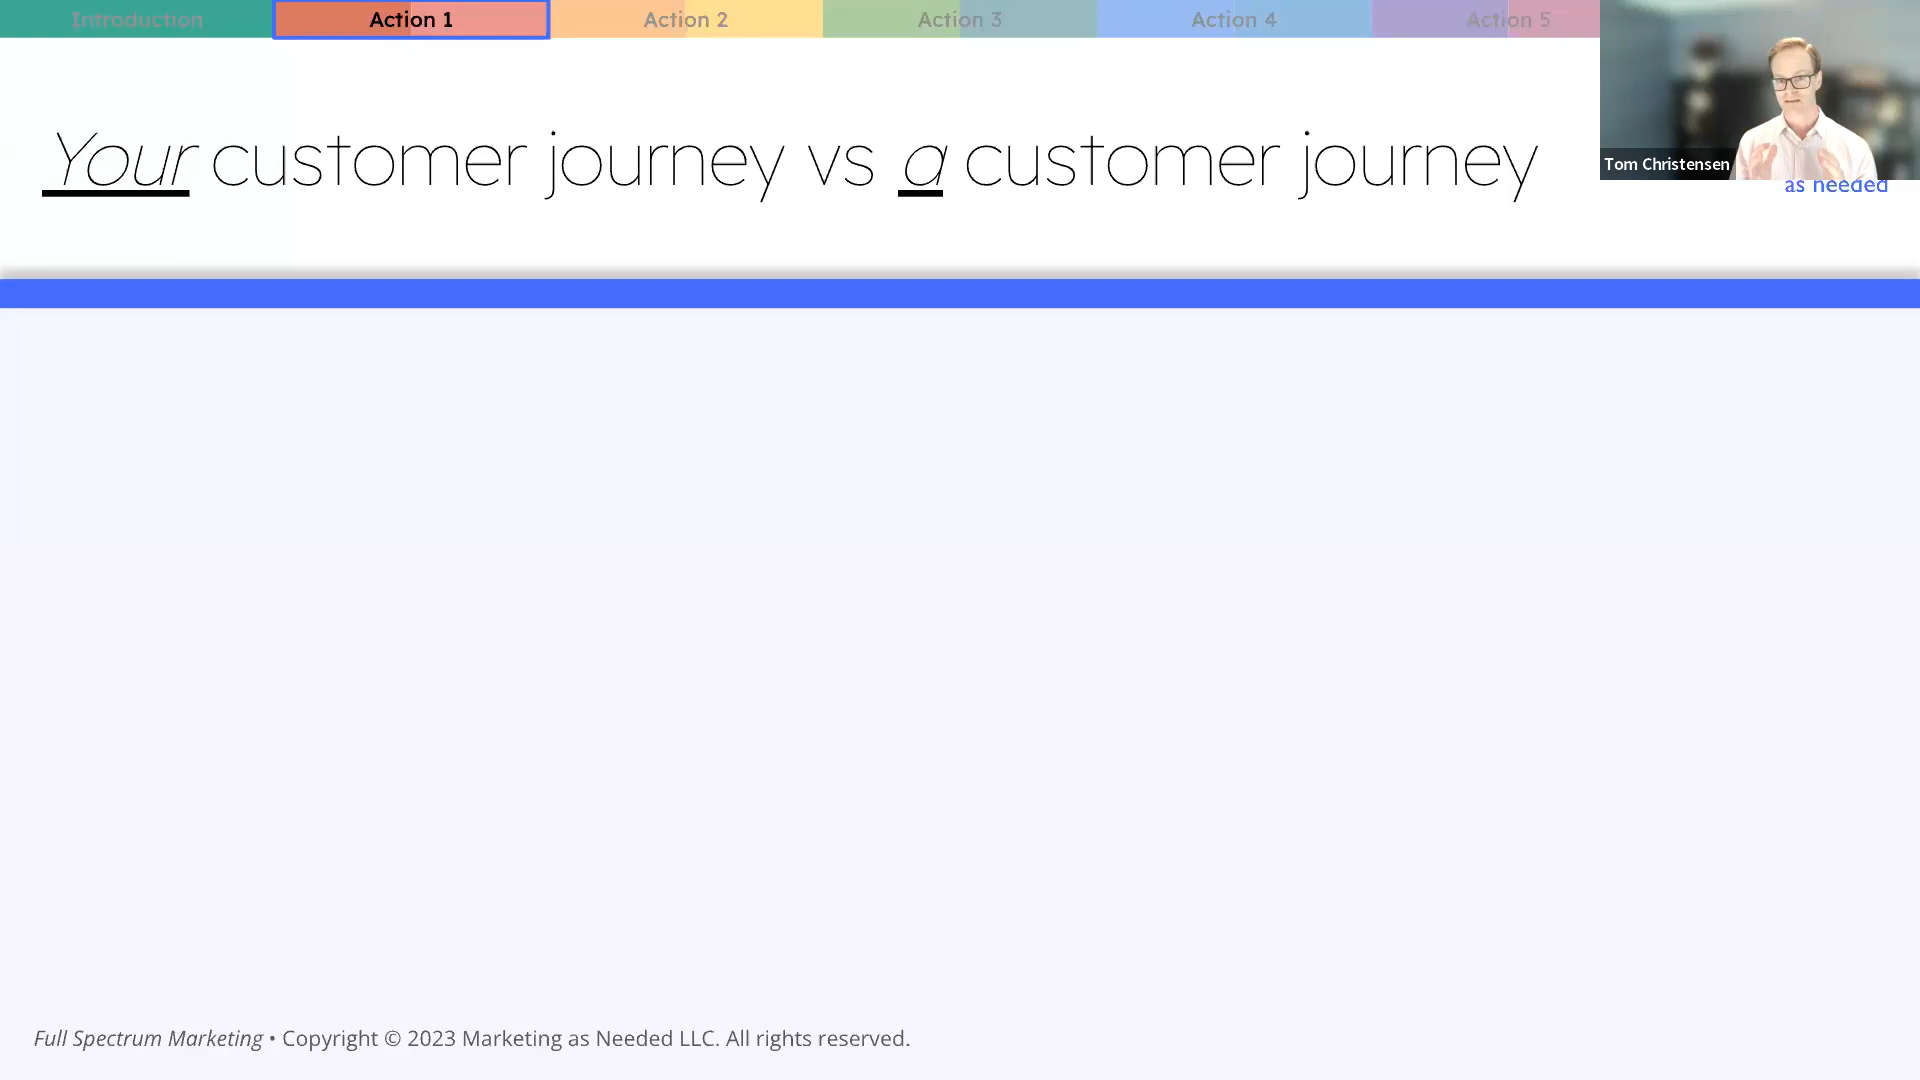 Introduction
Action 1
Action 2
Action 3
Action 4
Action 5
Your customer journey vs a customer journey
Tom Christensen
as needed
Full Spectrum Marketing • Copyright © 2023 Marketing as Needed LLC. All rights reserved.